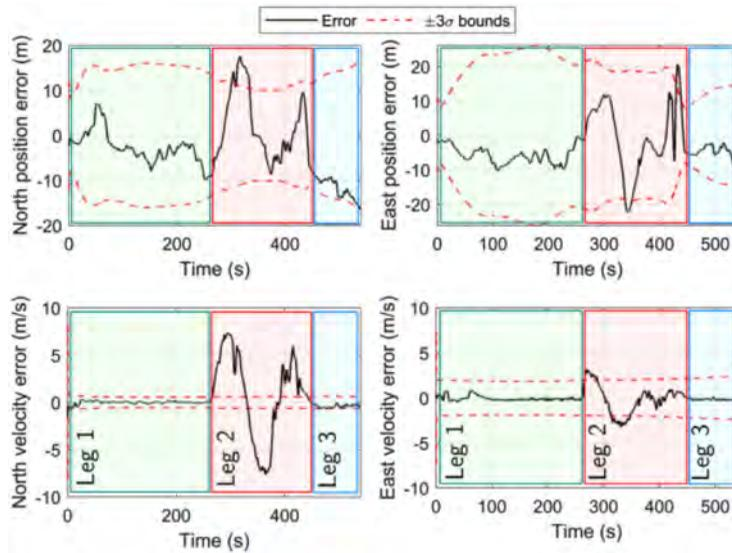 Error ±3σ bounds
North position error (m)
20
10
0
-10
-20
0 200 400
Time (s)
East position error (m)
20
10
0
-10
-20
0 100 200 300 400 500
Time (s)
North velocity error (m/s)
10
5
0
-5
-10
Leg 1
Leg 2
Leg 3
0 200 400
Time (s)
East velocity error (m/s)
10
5
0
-5
-10
Leg 1
Leg 2
Leg 3
0 100 200 300 400 500
Time (s)